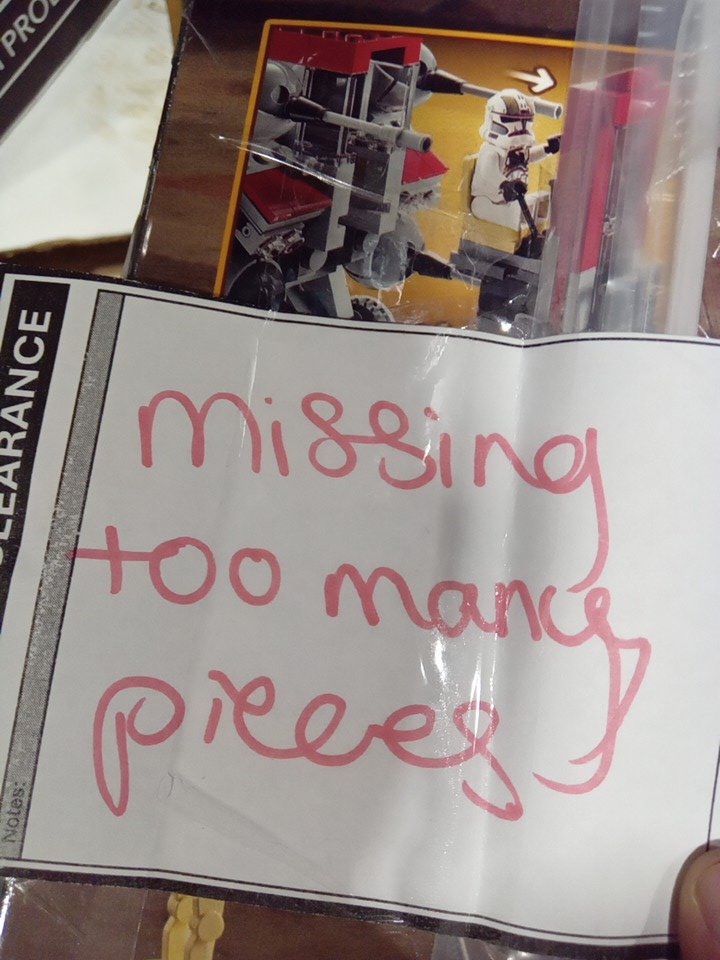 PRO
CLEARANCE
missing
too many
pieces
Notes: